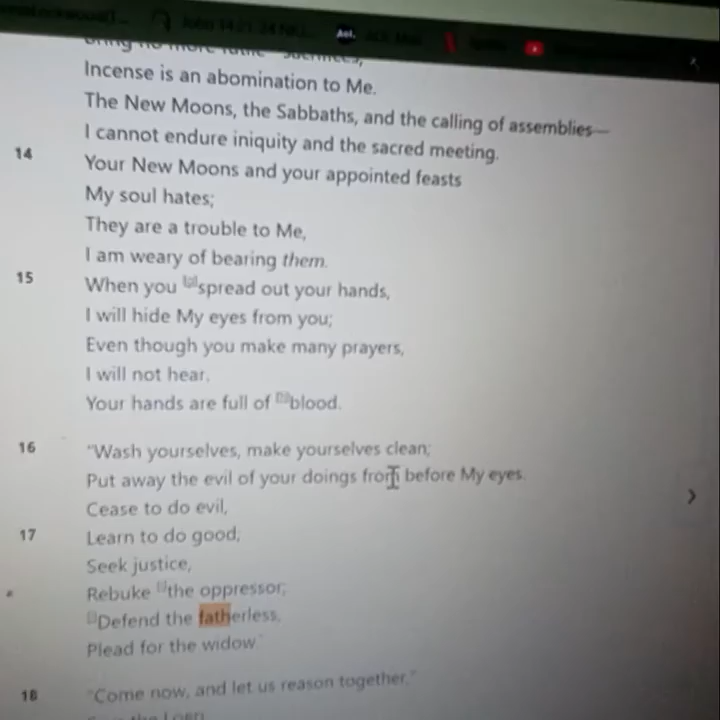 Aol.
Incense is an abomination to Me.
The New Moons, the Sabbaths, and the calling of assemblies—
I cannot endure iniquity and the sacred meeting.
14 Your New Moons and your appointed feasts
My soul hates;
They are a trouble to Me,
I am weary of bearing them.
15 When you spread out your hands,
I will hide My eyes from you;
Even though you make many prayers,
I will not hear.
Your hands are full of blood.
16 “Wash yourselves, make yourselves clean;
Put away the evil of your doings from before My eyes.
Cease to do evil,
17 Learn to do good;
Seek justice,
Rebuke the oppressor;
Defend the fatherless,
Plead for the widow.
18 “Come now, and let us reason together,”